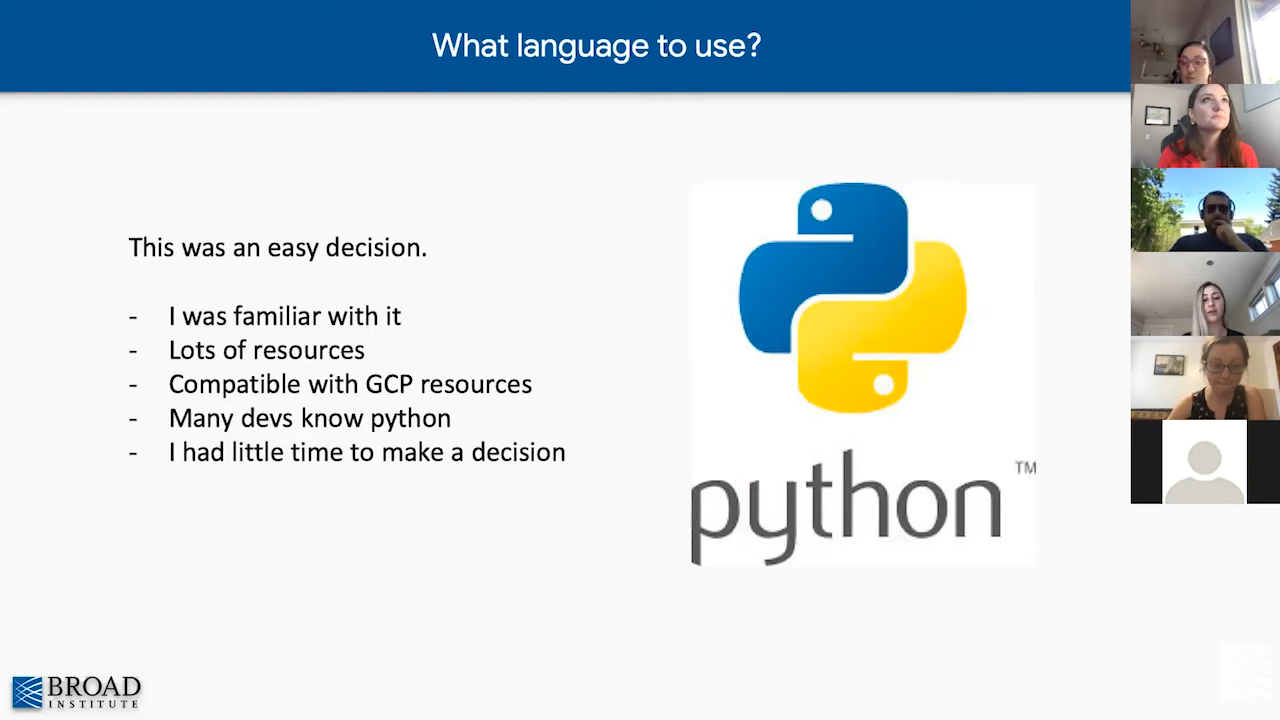 What language to use?
This was an easy decision.
- I was familiar with it
- Lots of resources
- Compatible with GCP resources
- Many devs know python
- I had little time to make a decision
python
TM
BROAD
INSTITUTE